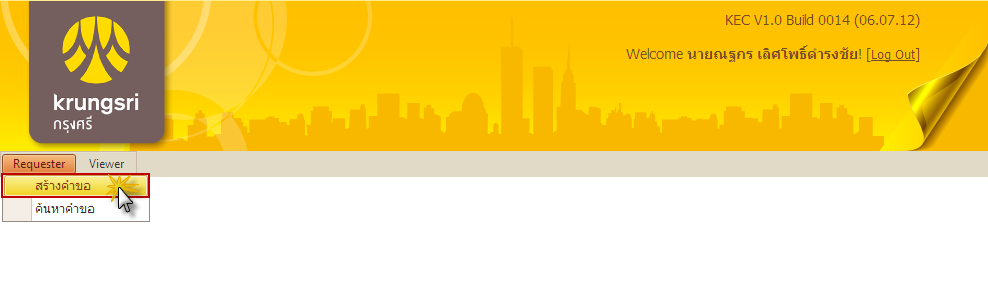 KEC V1.0 Build 0014 (06.07.12)
Welcome นายณฐกร เลิศโพธิ์ดำรงชัย! [Log Out]
krungsri
กรุงศรี
Requester Viewer
สร้างคำขอ
ค้นหาคำขอ